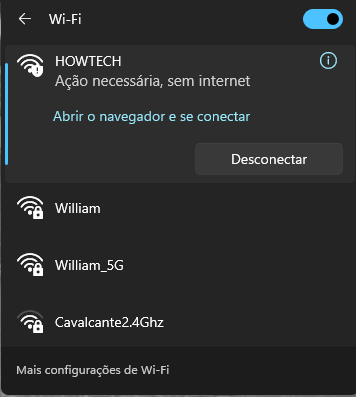 Wi-Fi
HOWTECH
Ação necessária, sem internet
Abrir o navegador e se conectar
Desconectar
William
William_5G
Cavalcante2.4Ghz
Mais configurações de Wi-Fi